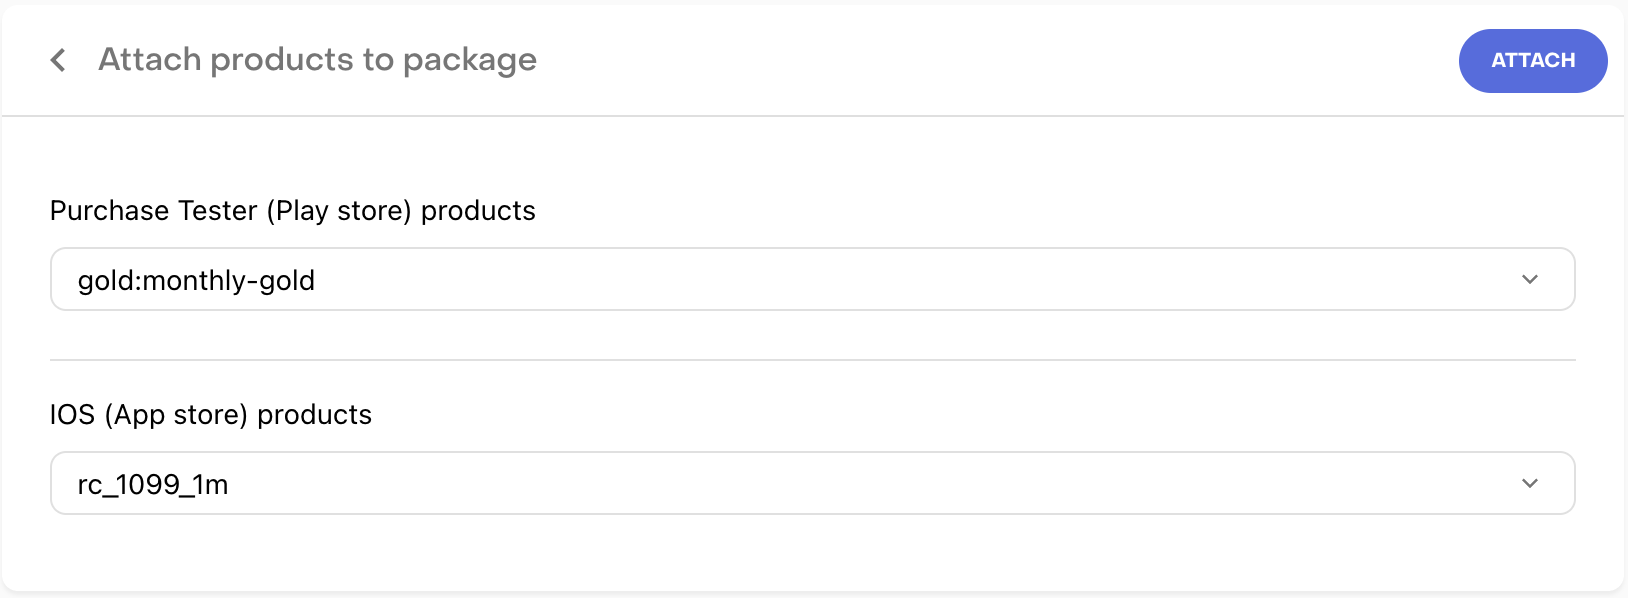 Attach products to package
ATTACH
Purchase Tester (Play store) products
gold:monthly-gold
IOS (App store) products
rc_1099_1m